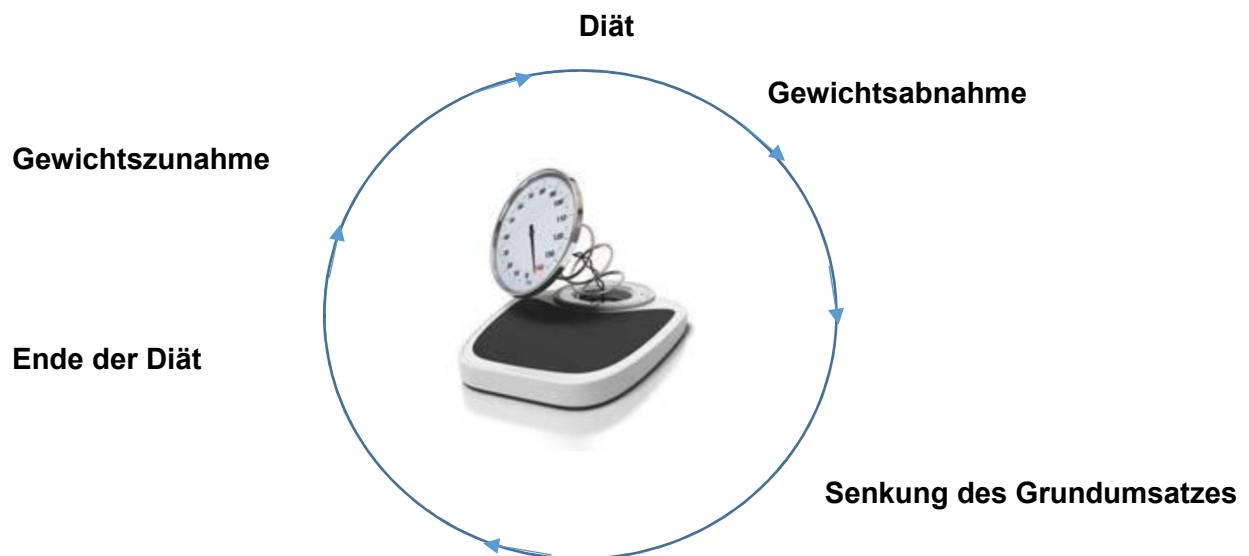 Diät
Gewichtsabnahme
Gewichtszunahme
Ende der Diät
Senkung des Grundumsatzes